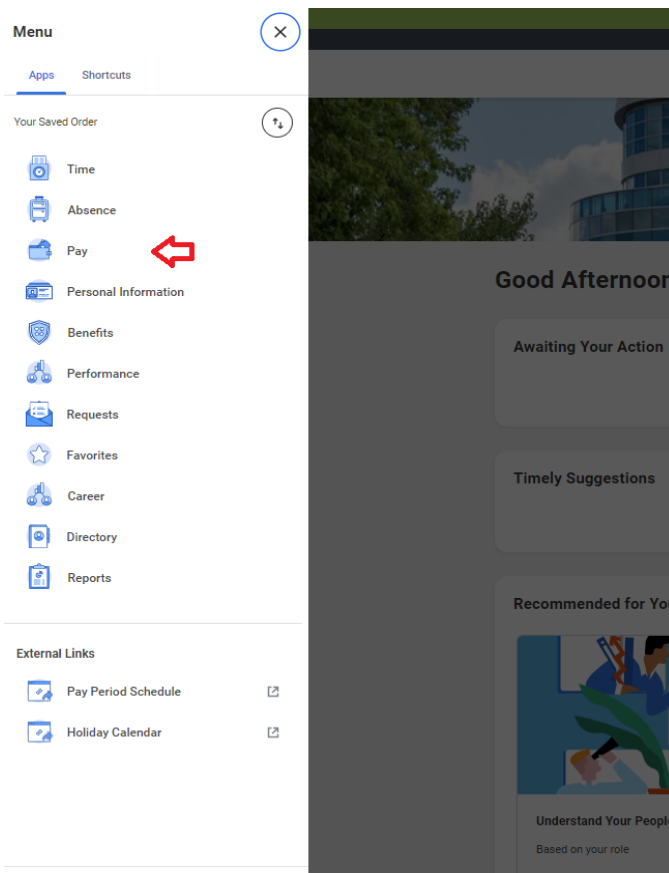 Menu
Apps
Shortcuts
Your Saved Order
Time
Absence
Pay
Personal Information
Benefits
Performance
Requests
Favorites
Career
Directory
Reports
External Links
Pay Period Schedule
Holiday Calendar
Good Afternoon
Awaiting Your Action
Timely Suggestions
Recommended for Yo
Understand Your People
Based on your role